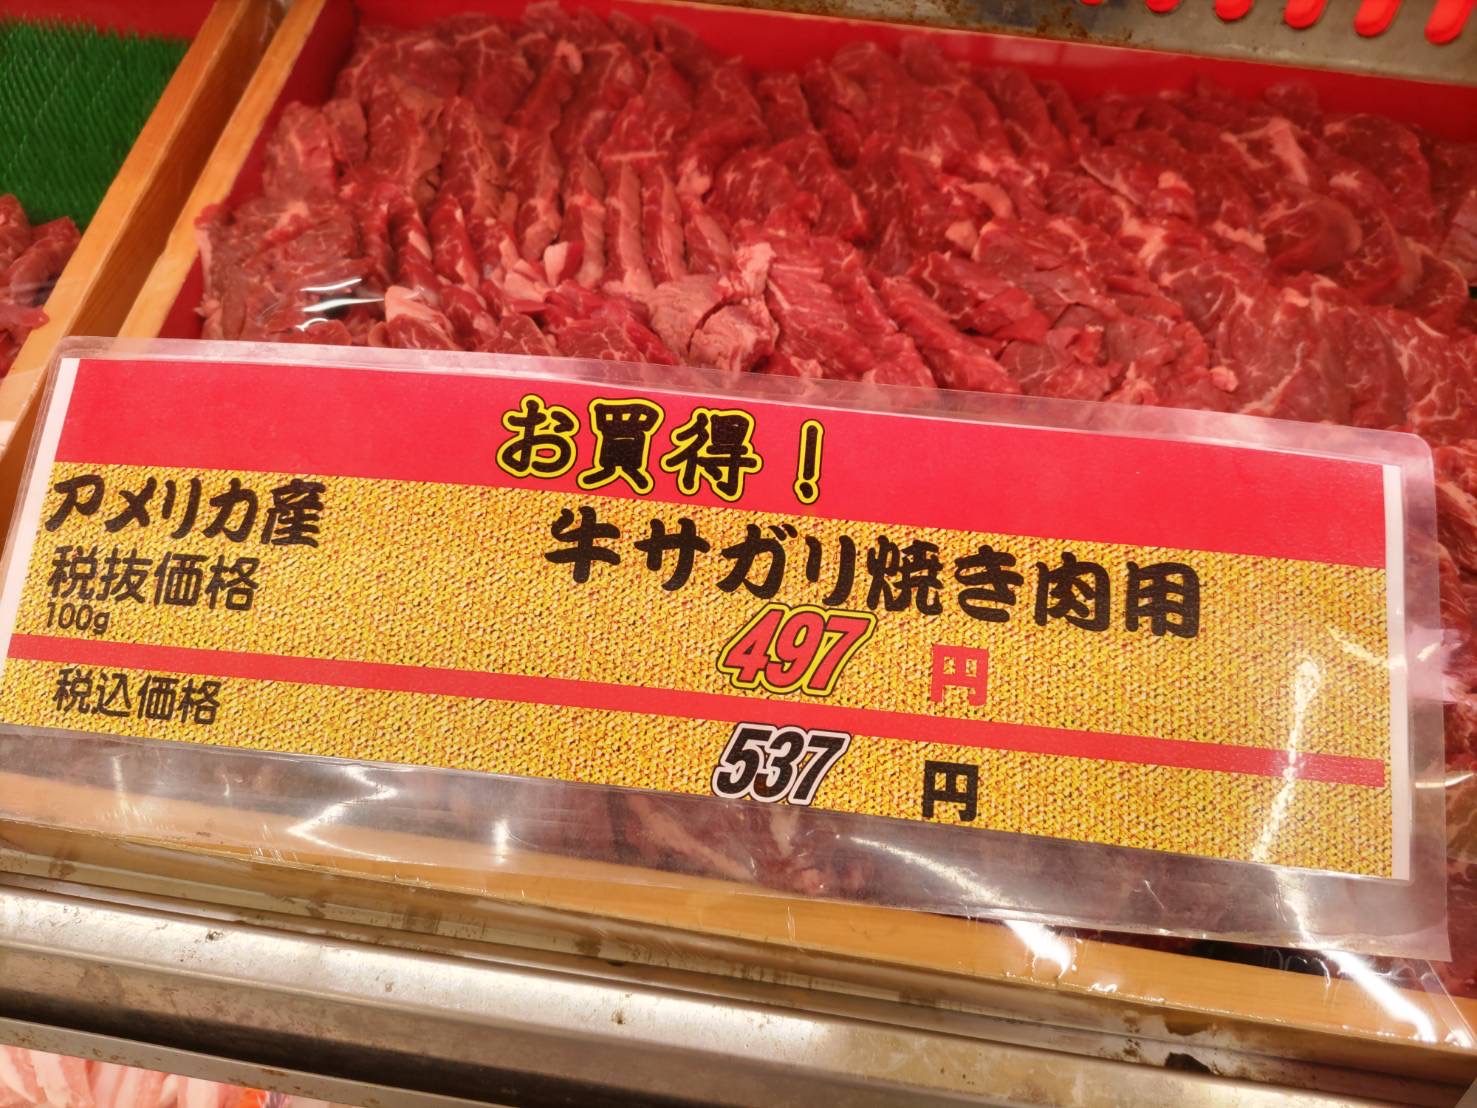 お買得！
アメリカ産 牛サガリ焼き肉用
税抜価格
100g 497 円
税込価格 537 円